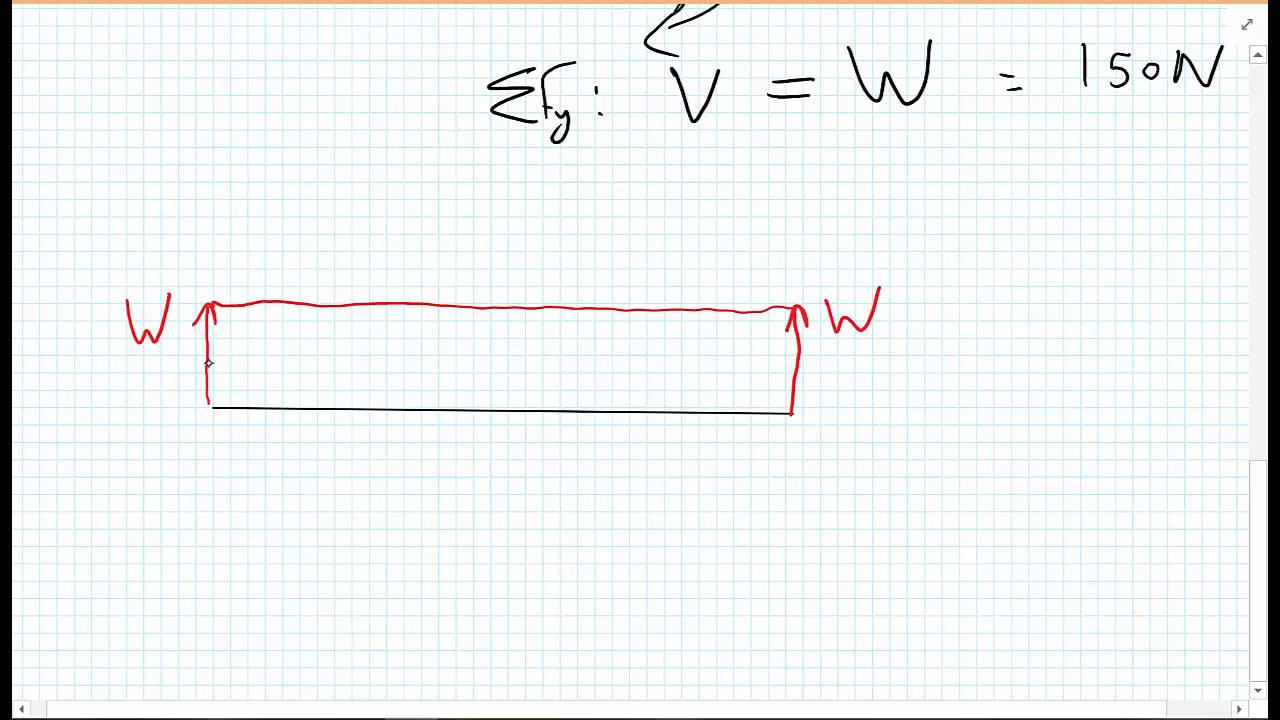 ΣFy: V = W = 150N
W W